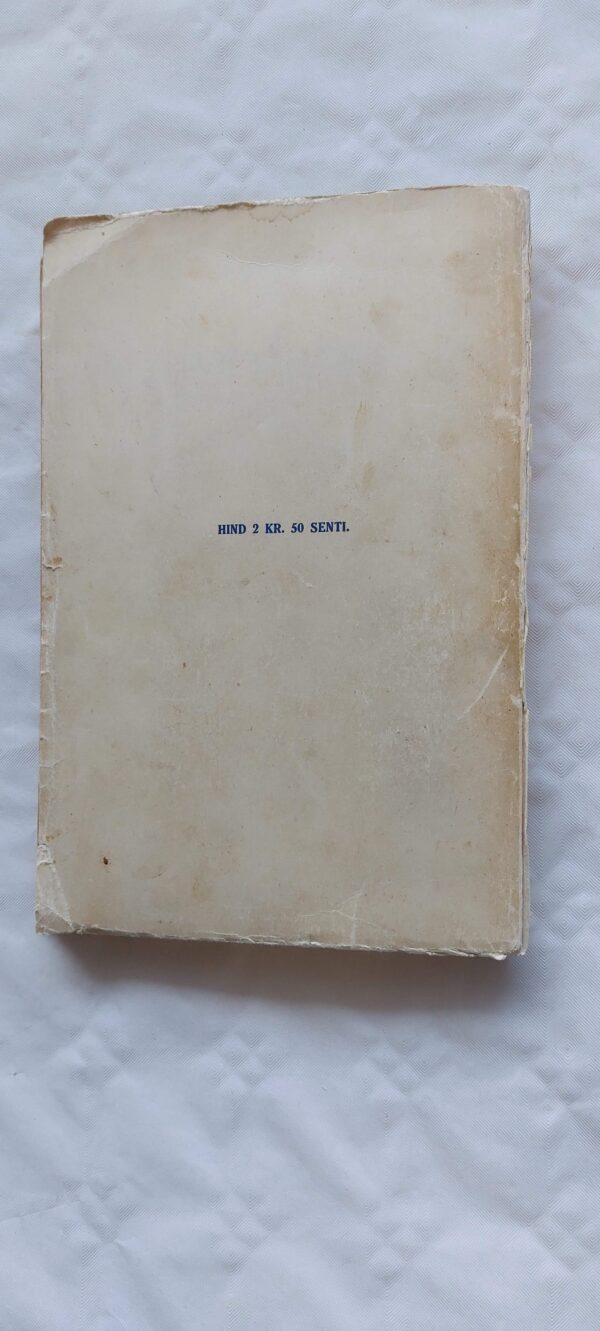 HIND 2 KR. 50 SENTI.